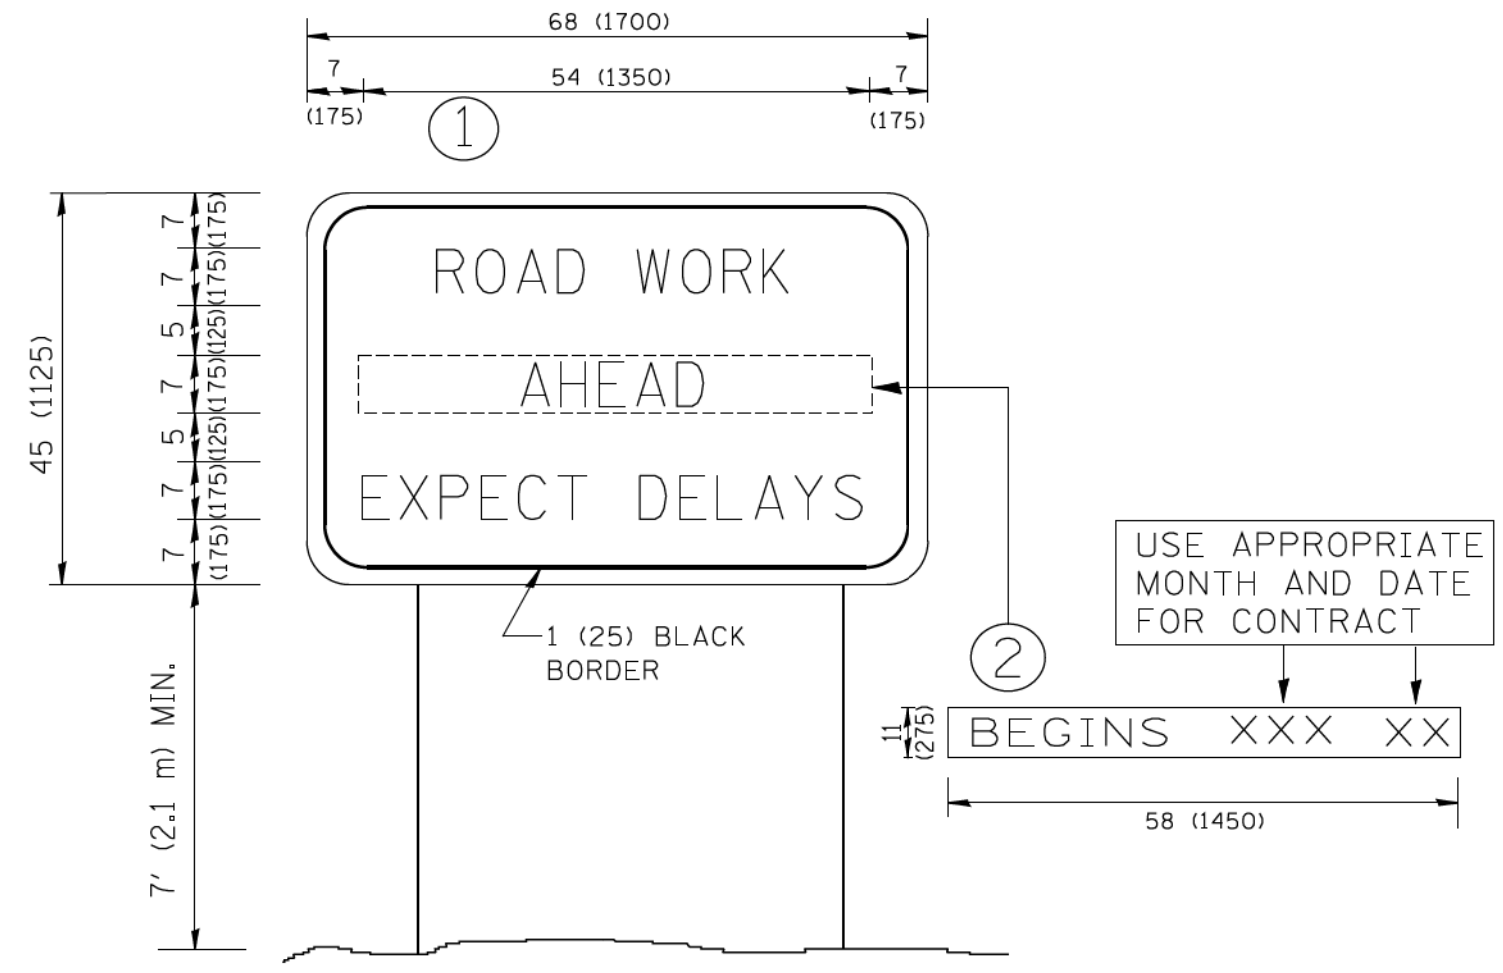 68 (1700)
7
54 (1350)
7
(175)
(175)
1
45 (1125)
7
(175)
7
(175)
5
(125)
7
(175)
5
(125)
7
(175)
7
(175)
ROAD WORK
AHEAD
EXPECT DELAYS
1 (25) BLACK
BORDER
7' (2.1 m) MIN.
2
USE APPROPRIATE
MONTH AND DATE
FOR CONTRACT
11
(275)
BEGINS XXX XX
58 (1450)